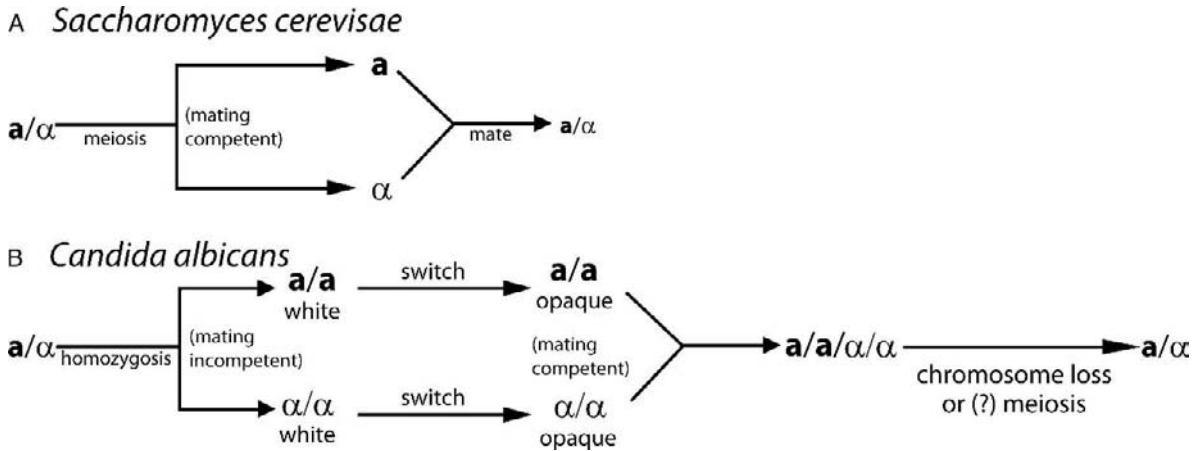 A Saccharomyces cerevisae
a
a/α
meiosis
(mating
competent)
mate
a/α
α
B Candida albicans
a/a
white
switch
a/a
opaque
a/α
homozygosis
(mating
incompetent)
(mating
competent)
a/a/α/α
chromosome loss
or (?) meiosis
a/α
α/α
white
switch
α/α
opaque